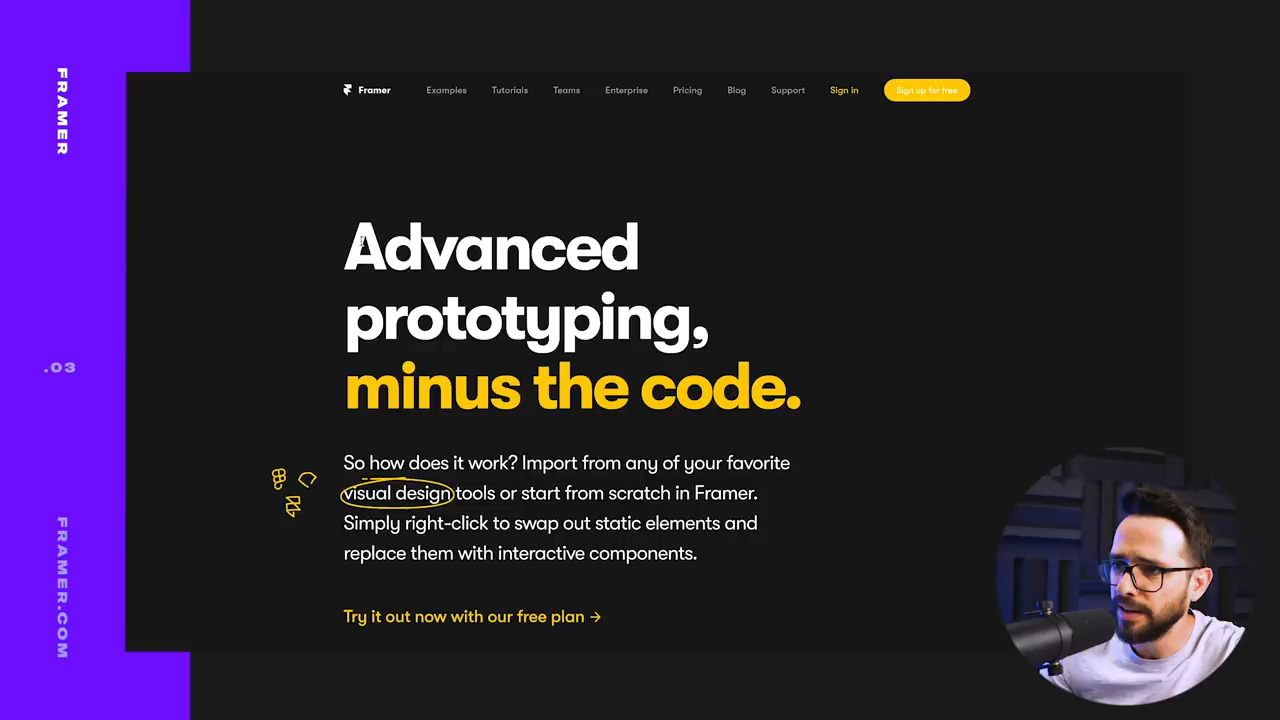 FRAMER
.03
FRAMER.COM
Framer Examples Tutorials Teams Enterprise Pricing Blog Support Sign in Sign up for free
Advanced
prototyping,
minus the code.
So how does it work? Import from any of your favorite
visual design tools or start from scratch in Framer.
Simply right-click to swap out static elements and
replace them with interactive components.
Try it out now with our free plan →